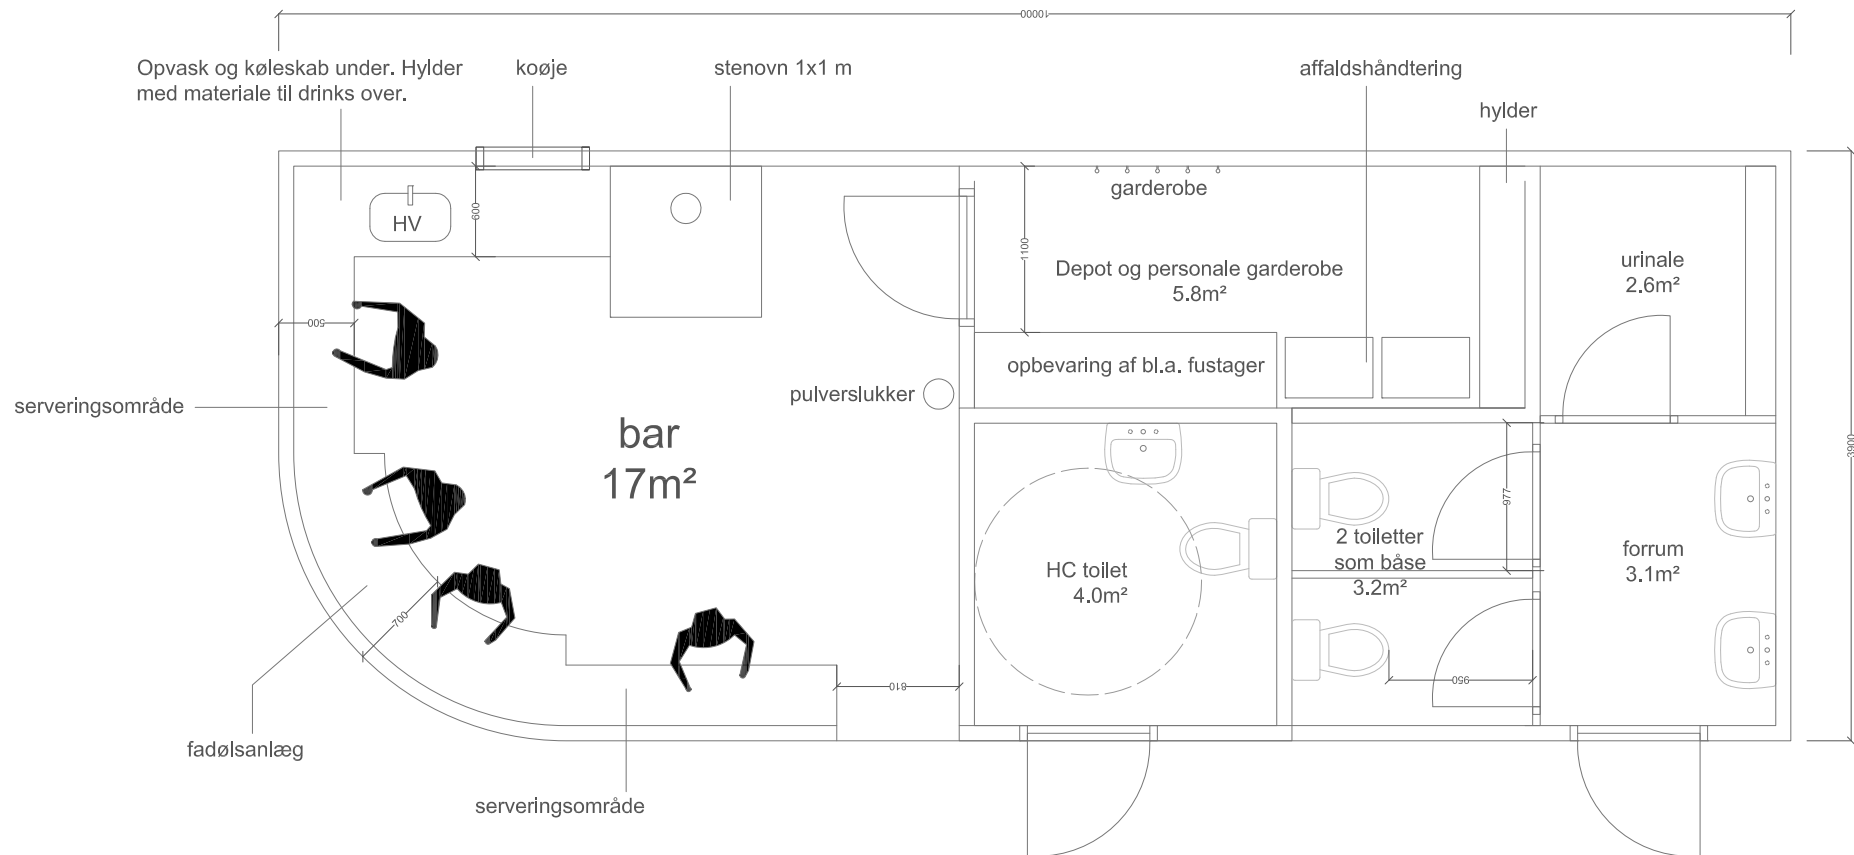 10000
Opvask og køleskab under. Hylder
med materiale til drinks over.
koøje
stenovn 1x1 m
affaldshåndtering
hylder
HV
600
garderobe
1100
Depot og personale garderobe
5.8m²
urinale
2.6m²
500
opbevaring af bl.a. fustager
pulverslukker
serveringsområde
bar
17m²
3900
977
2 toiletter
som båse
3.2m²
forrum
3.1m²
HC toilet
4.0m²
700
810
950
fadølsanlæg
serveringsområde